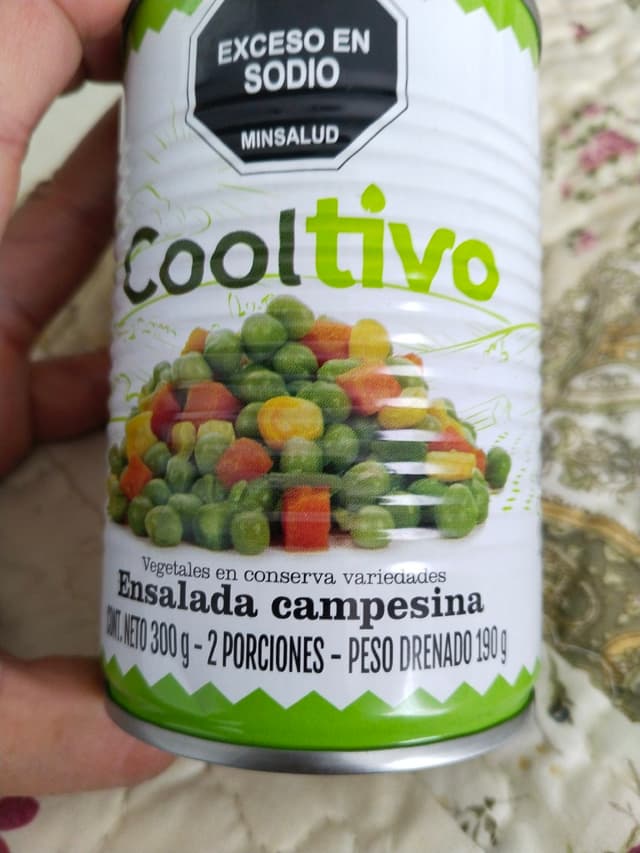 EXCESO EN
SODIO
MINSALUD
Cooltivo
Vegetales en conserva variedades
Ensalada campesina
CONT. NETO 300 g - 2 PORCIONES - PESO DRENADO 190 g